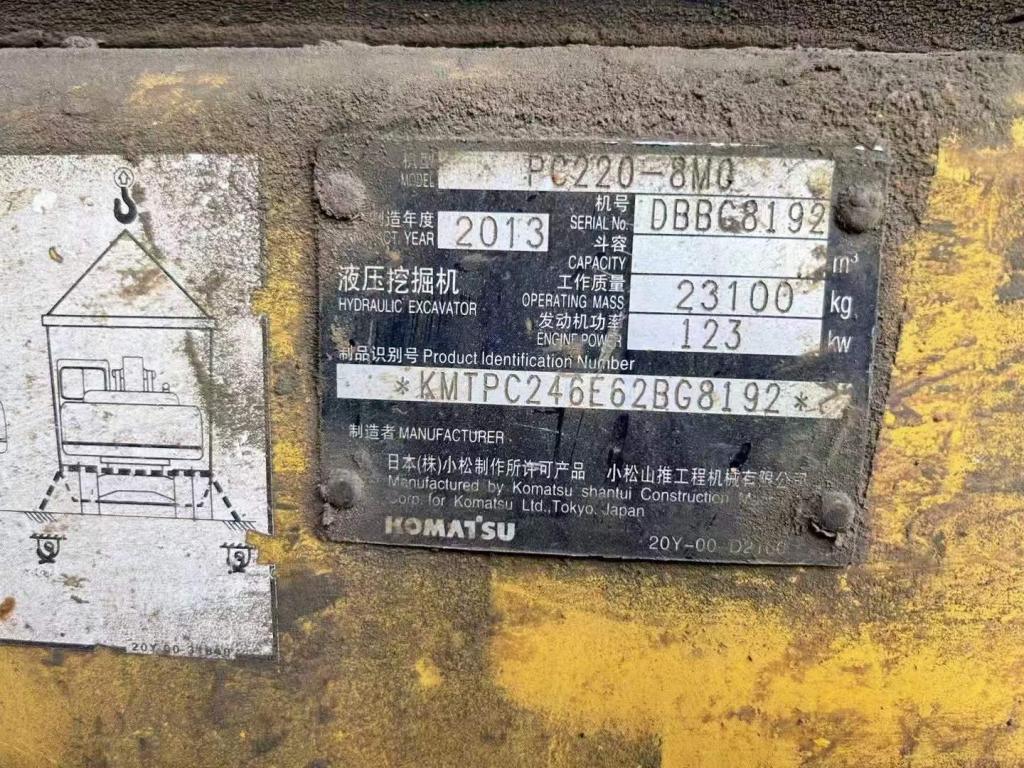 MODEL PC220-8M0
制造年度 2013
YEAR
机号 DBBG8192
SERIAL No.
斗容
CAPACITY m³
液压挖掘机
HYDRAULIC EXCAVATOR
工作质量 23100 kg
OPERATING MASS
发动机功率 123 kw
ENGINE POWER
制品识别号 Product Identification Number
*KMTPC246E62BG8192*
制造者 MANUFACTURER
日本(株)小松制作所许可产品 小松山推工程机械有限公司
Manufactured by Komatsu shantui Construction
Corp. for Komatsu Ltd.,Tokyo, Japan
KOMATSU
20Y-00-D2160
20Y-00-